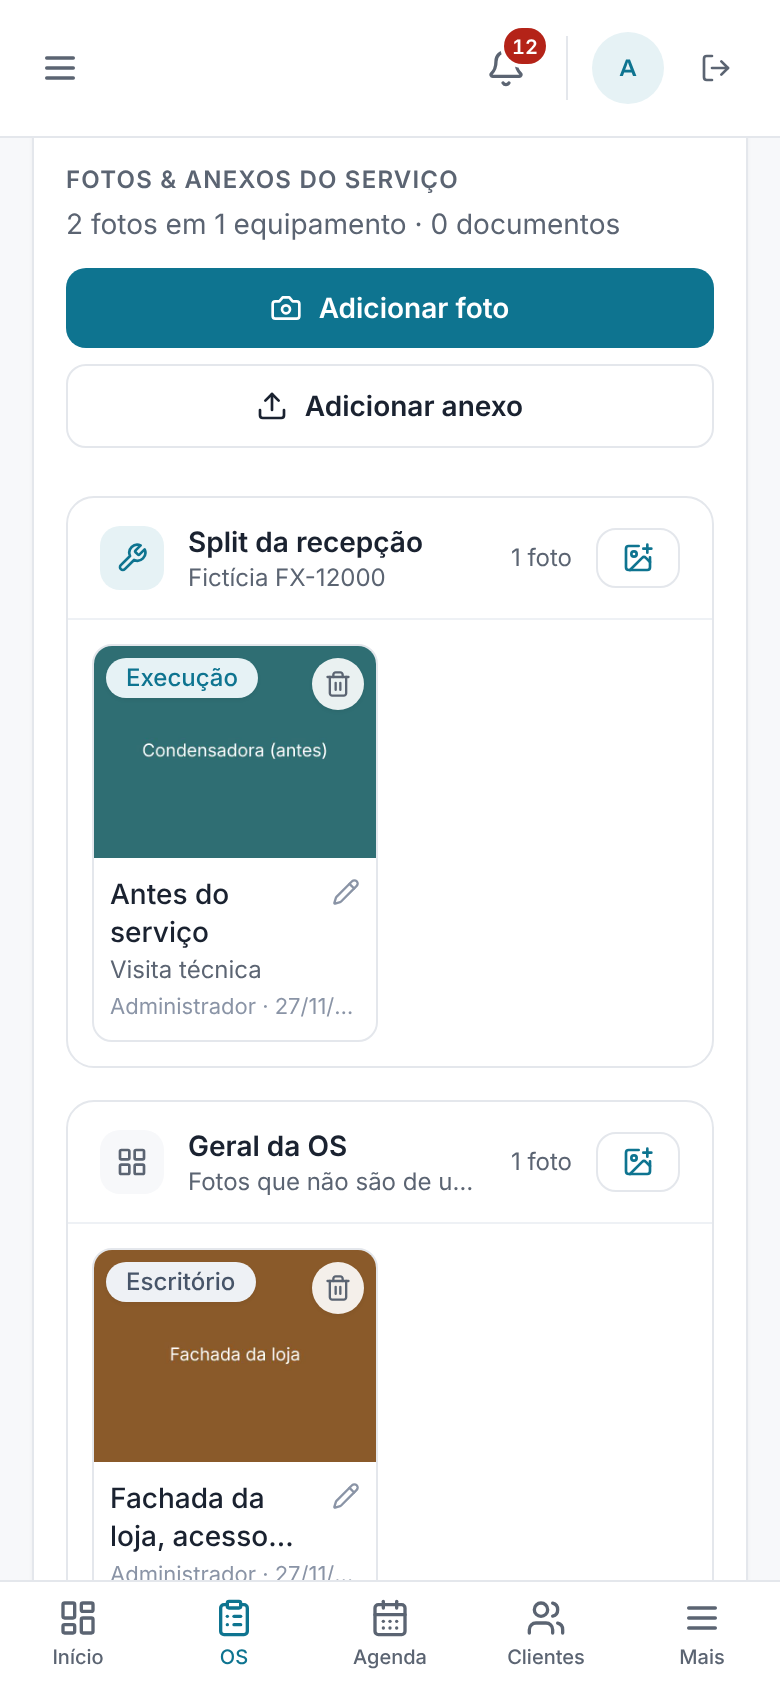 12
A
FOTOS & ANEXOS DO SERVIÇO
2 fotos em 1 equipamento · 0 documentos
Adicionar foto
Adicionar anexo
Split da recepção
Fictícia FX-12000
1 foto
Execução
Condensadora (antes)
Antes do
serviço
Visita técnica
Administrador · 27/11/...
Geral da OS
Fotos que não são de u...
1 foto
Escritório
Fachada da loja
Fachada da
loja, acesso...
Administrador · 27/11/...
Início
OS
Agenda
Clientes
Mais